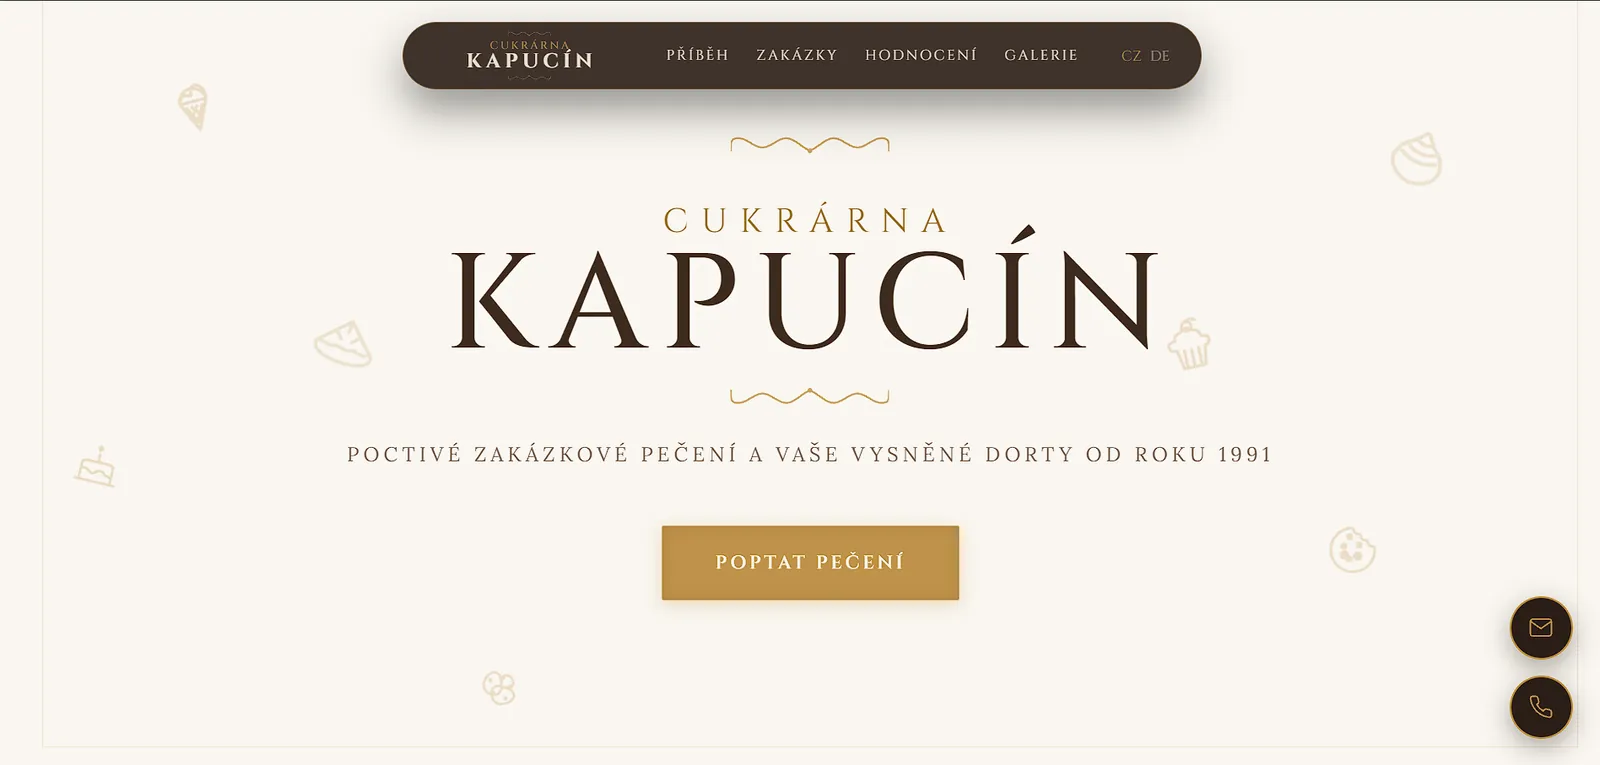 CUKRÁRNA
KAPUCÍN
PŘÍBĚH ZAKÁZKY HODNOCENÍ GALERIE CZ DE
CUKRÁRNA
KAPUCÍN
POCTIVÉ ZAKÁZKOVÉ PEČENÍ A VAŠE VYSNĚNÉ DORTY OD ROKU 1991
POPTAT PEČENÍ